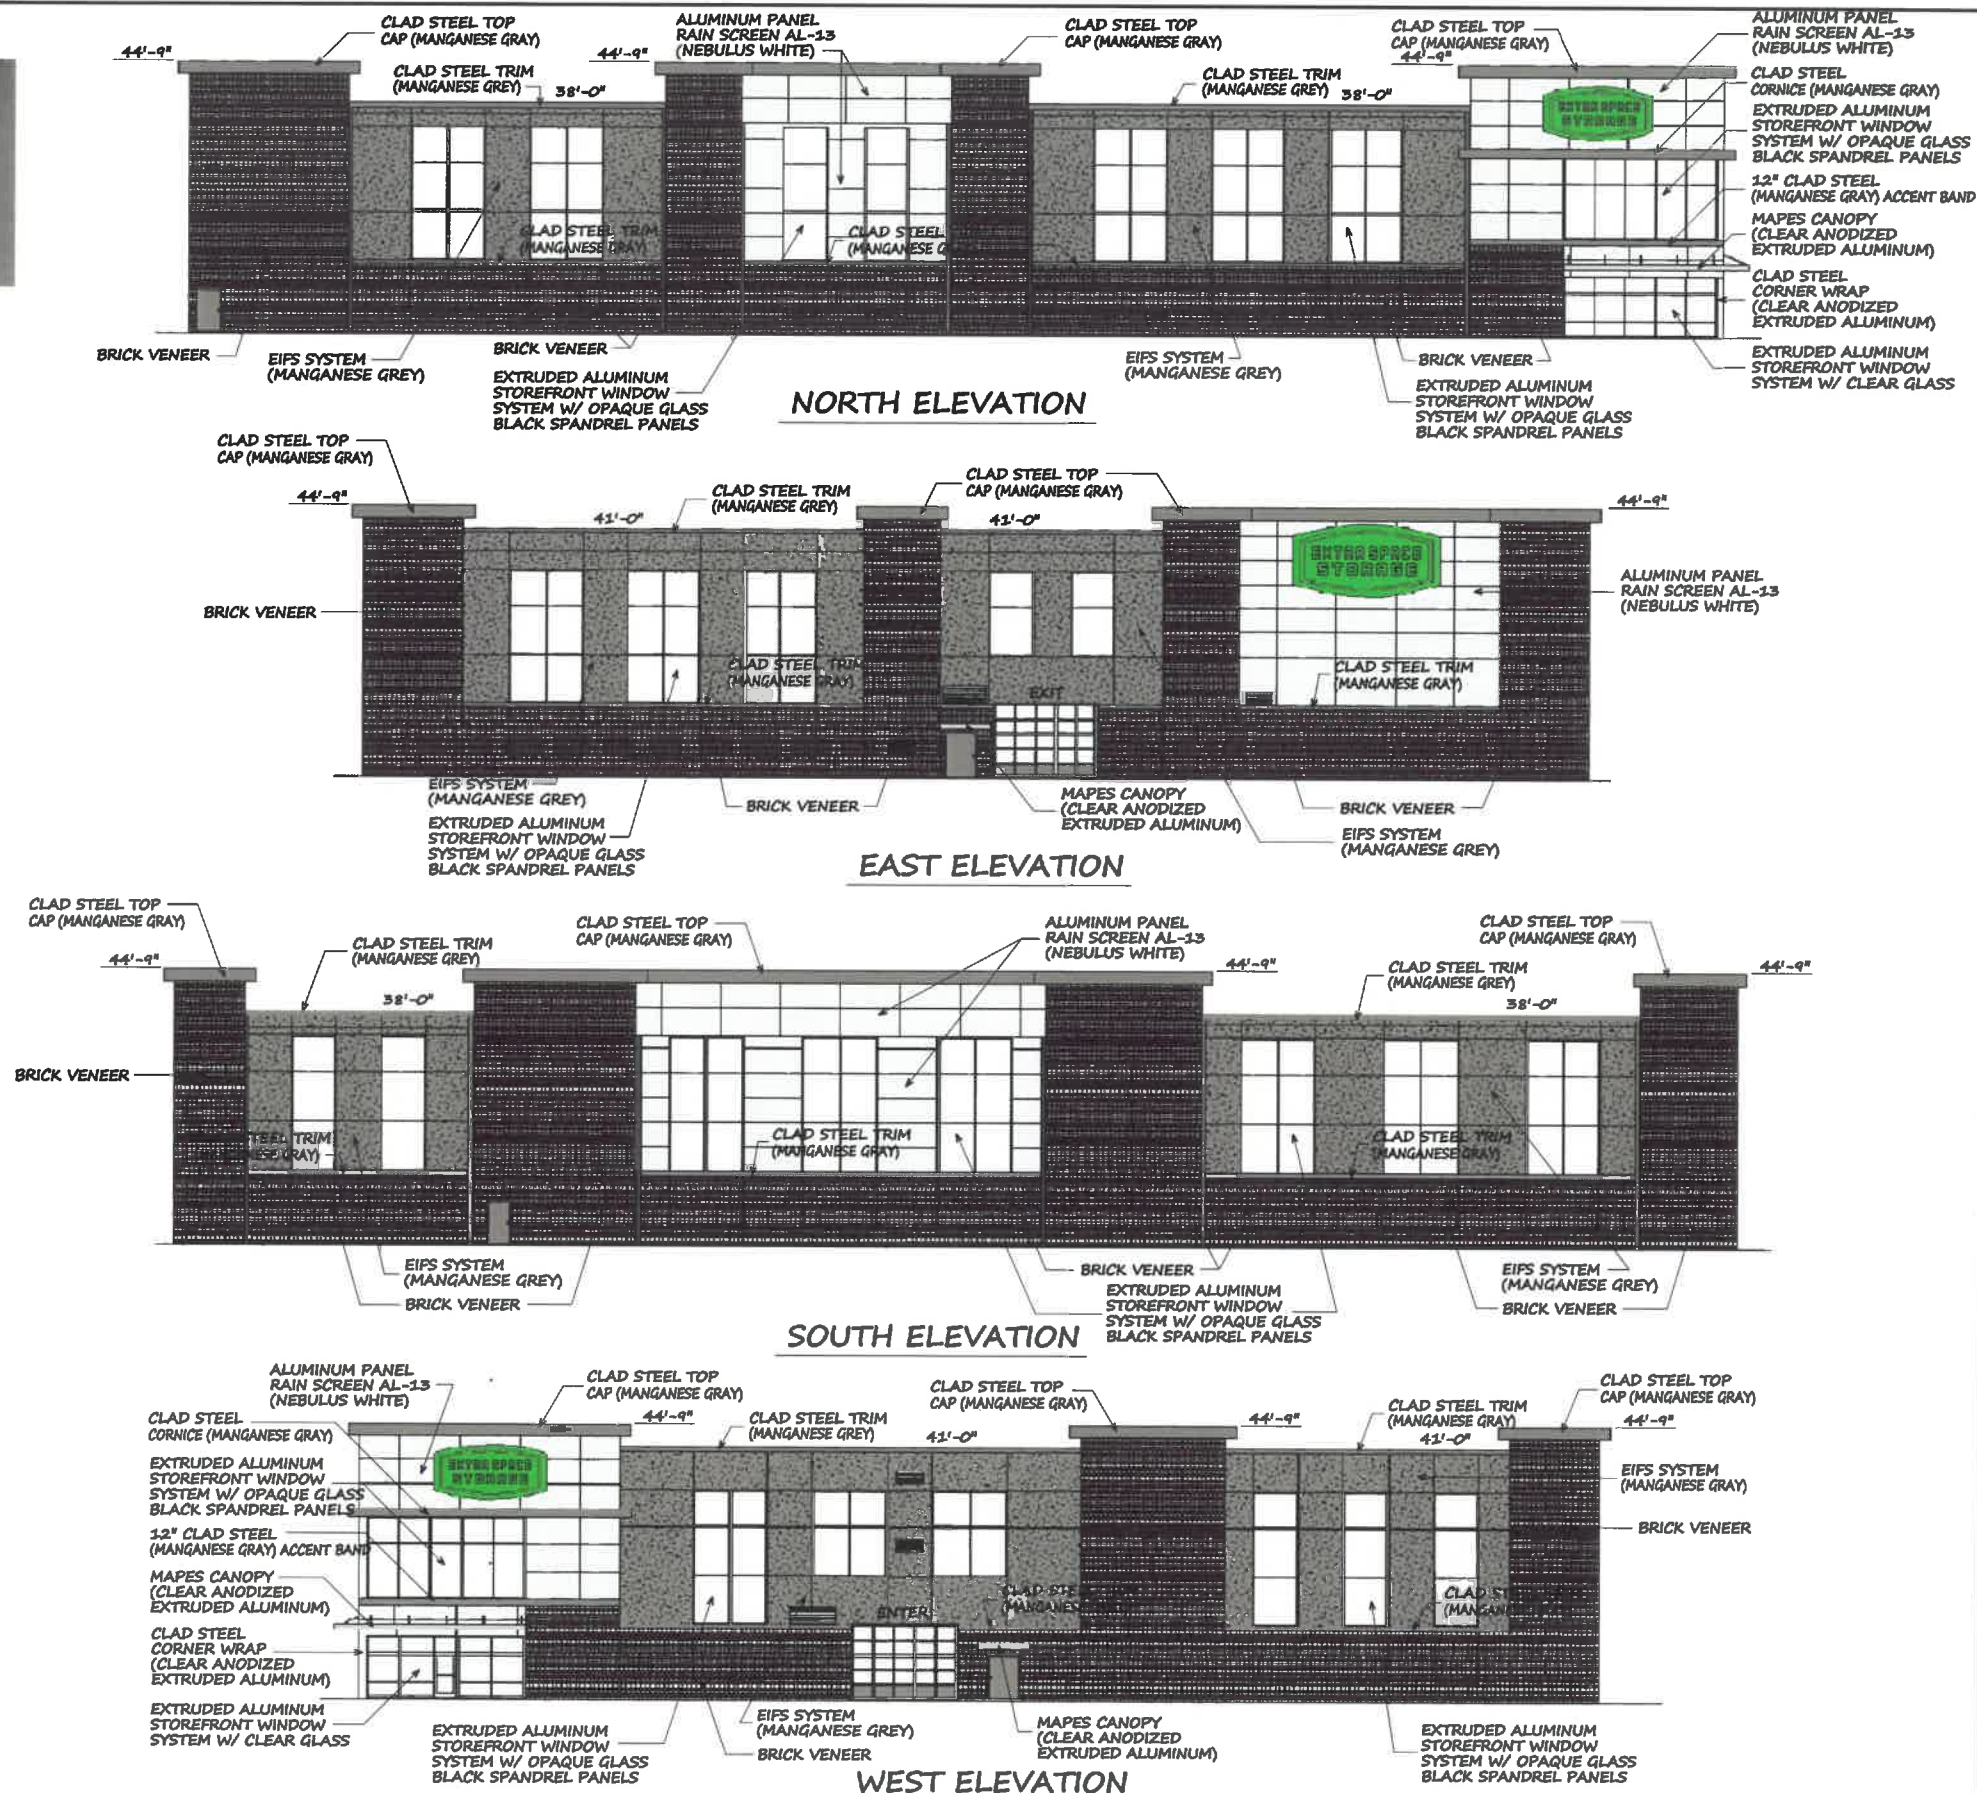 CLAD STEEL TOP
CAP (MANGANESE GRAY)
ALUMINUM PANEL
RAIN SCREEN AL-13
(NEBULUS WHITE)
CLAD STEEL TOP
CAP (MANGANESE GRAY)
CLAD STEEL TOP
CAP (MANGANESE GRAY)
ALUMINUM PANEL
RAIN SCREEN AL-13
(NEBULUS WHITE)
44'-9"
44'-9"
44'-9"
CLAD STEEL TRIM
(MANGANESE GREY)
38'-0"
CLAD STEEL TRIM
(MANGANESE GREY)
38'-0"
CLAD STEEL
CORNICE (MANGANESE GRAY)
EXTRUDED ALUMINUM
STOREFRONT WINDOW
SYSTEM W/ OPAQUE GLASS
BLACK SPANDREL PANELS
12" CLAD STEEL
(MANGANESE GRAY) ACCENT BAND
MAPES CANOPY
(CLEAR ANODIZED
EXTRUDED ALUMINUM)
CLAD STEEL
CORNER WRAP
(CLEAR ANODIZED
EXTRUDED ALUMINUM)
EXTRUDED ALUMINUM
STOREFRONT WINDOW
SYSTEM W/ CLEAR GLASS
STORAGE
CLAD STEEL TRIM
(MANGANESE GRAY)
CLAD STEEL
(MANGANESE G
BRICK VENEER
EIFS SYSTEM
(MANGANESE GREY)
BRICK VENEER
EXTRUDED ALUMINUM
STOREFRONT WINDOW
SYSTEM W/ OPAQUE GLASS
BLACK SPANDREL PANELS
EIFS SYSTEM
(MANGANESE GREY)
BRICK VENEER
EXTRUDED ALUMINUM
STOREFRONT WINDOW
SYSTEM W/ OPAQUE GLASS
BLACK SPANDREL PANELS
NORTH ELEVATION
CLAD STEEL TOP
CAP (MANGANESE GRAY)
44'-9"
CLAD STEEL TRIM
(MANGANESE GREY)
41'-0"
CLAD STEEL TOP
CAP (MANGANESE GRAY)
41'-0"
44'-9"
STORAGE
BRICK VENEER
ALUMINUM PANEL
RAIN SCREEN AL-13
(NEBULUS WHITE)
CLAD STEEL TRIM
(MANGANESE GRAY)
CLAD STEEL TRIM
(MANGANESE GRAY)
EXIT
EIFS SYSTEM
(MANGANESE GREY)
EXTRUDED ALUMINUM
STOREFRONT WINDOW
SYSTEM W/ OPAQUE GLASS
BLACK SPANDREL PANELS
BRICK VENEER
MAPES CANOPY
(CLEAR ANODIZED
EXTRUDED ALUMINUM)
BRICK VENEER
EIFS SYSTEM
(MANGANESE GREY)
EAST ELEVATION
CLAD STEEL TOP
CAP (MANGANESE GRAY)
44'-9"
CLAD STEEL TRIM
(MANGANESE GREY)
38'-0"
CLAD STEEL TOP
CAP (MANGANESE GRAY)
ALUMINUM PANEL
RAIN SCREEN AL-13
(NEBULUS WHITE)
44'-9"
CLAD STEEL TRIM
(MANGANESE GREY)
38'-0"
CLAD STEEL TOP
CAP (MANGANESE GRAY)
44'-9"
BRICK VENEER
TRIM
GRAY)
CLAD STEEL TRIM
(MANGANESE GRAY)
CLAD STEEL TRIM
(MANGANESE GRAY)
EIFS SYSTEM
(MANGANESE GREY)
BRICK VENEER
BRICK VENEER
EXTRUDED ALUMINUM
STOREFRONT WINDOW
SYSTEM W/ OPAQUE GLASS
BLACK SPANDREL PANELS
EIFS SYSTEM
(MANGANESE GREY)
BRICK VENEER
SOUTH ELEVATION
ALUMINUM PANEL
RAIN SCREEN AL-13
(NEBULUS WHITE)
CLAD STEEL TOP
CAP (MANGANESE GRAY)
44'-9"
CLAD STEEL TRIM
(MANGANESE GREY)
41'-0"
CLAD STEEL TOP
CAP (MANGANESE GRAY)
44'-9"
CLAD STEEL TRIM
(MANGANESE GRAY)
41'-0"
CLAD STEEL TOP
CAP (MANGANESE GRAY)
44'-9"
CLAD STEEL
CORNICE (MANGANESE GRAY)
EXTRUDED ALUMINUM
STOREFRONT WINDOW
SYSTEM W/ OPAQUE GLASS
BLACK SPANDREL PANELS
12" CLAD STEEL
(MANGANESE GRAY) ACCENT BAND
MAPES CANOPY
(CLEAR ANODIZED
EXTRUDED ALUMINUM)
CLAD STEEL
CORNER WRAP
(CLEAR ANODIZED
EXTRUDED ALUMINUM)
EXTRUDED ALUMINUM
STOREFRONT WINDOW
SYSTEM W/ CLEAR GLASS
STORAGE
ENTER
CLAD STE
(MANGANES
CLAD ST
(MANGAN
EIFS SYSTEM
(MANGANESE GRAY)
BRICK VENEER
EXTRUDED ALUMINUM
STOREFRONT WINDOW
SYSTEM W/ OPAQUE GLASS
BLACK SPANDREL PANELS
EIFS SYSTEM
(MANGANESE GREY)
BRICK VENEER
MAPES CANOPY
(CLEAR ANODIZED
EXTRUDED ALUMINUM)
EXTRUDED ALUMINUM
STOREFRONT WINDOW
SYSTEM W/ OPAQUE GLASS
BLACK SPANDREL PANELS
WEST ELEVATION